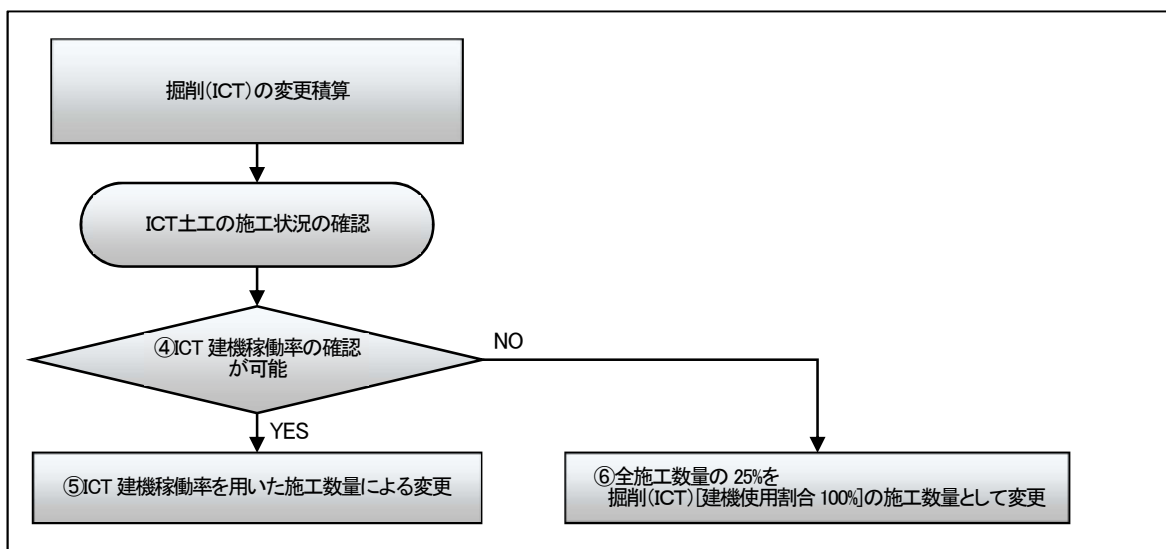 掘削(ICT)の変更積算
ICT土工の施工状況の確認
④ICT 建機稼働率の確認
が可能
NO
YES
⑤ICT 建機稼働率を用いた施工数量による変更
⑥全施工数量の 25%を
掘削(ICT)[建機使用割合 100%]の施工数量として変更